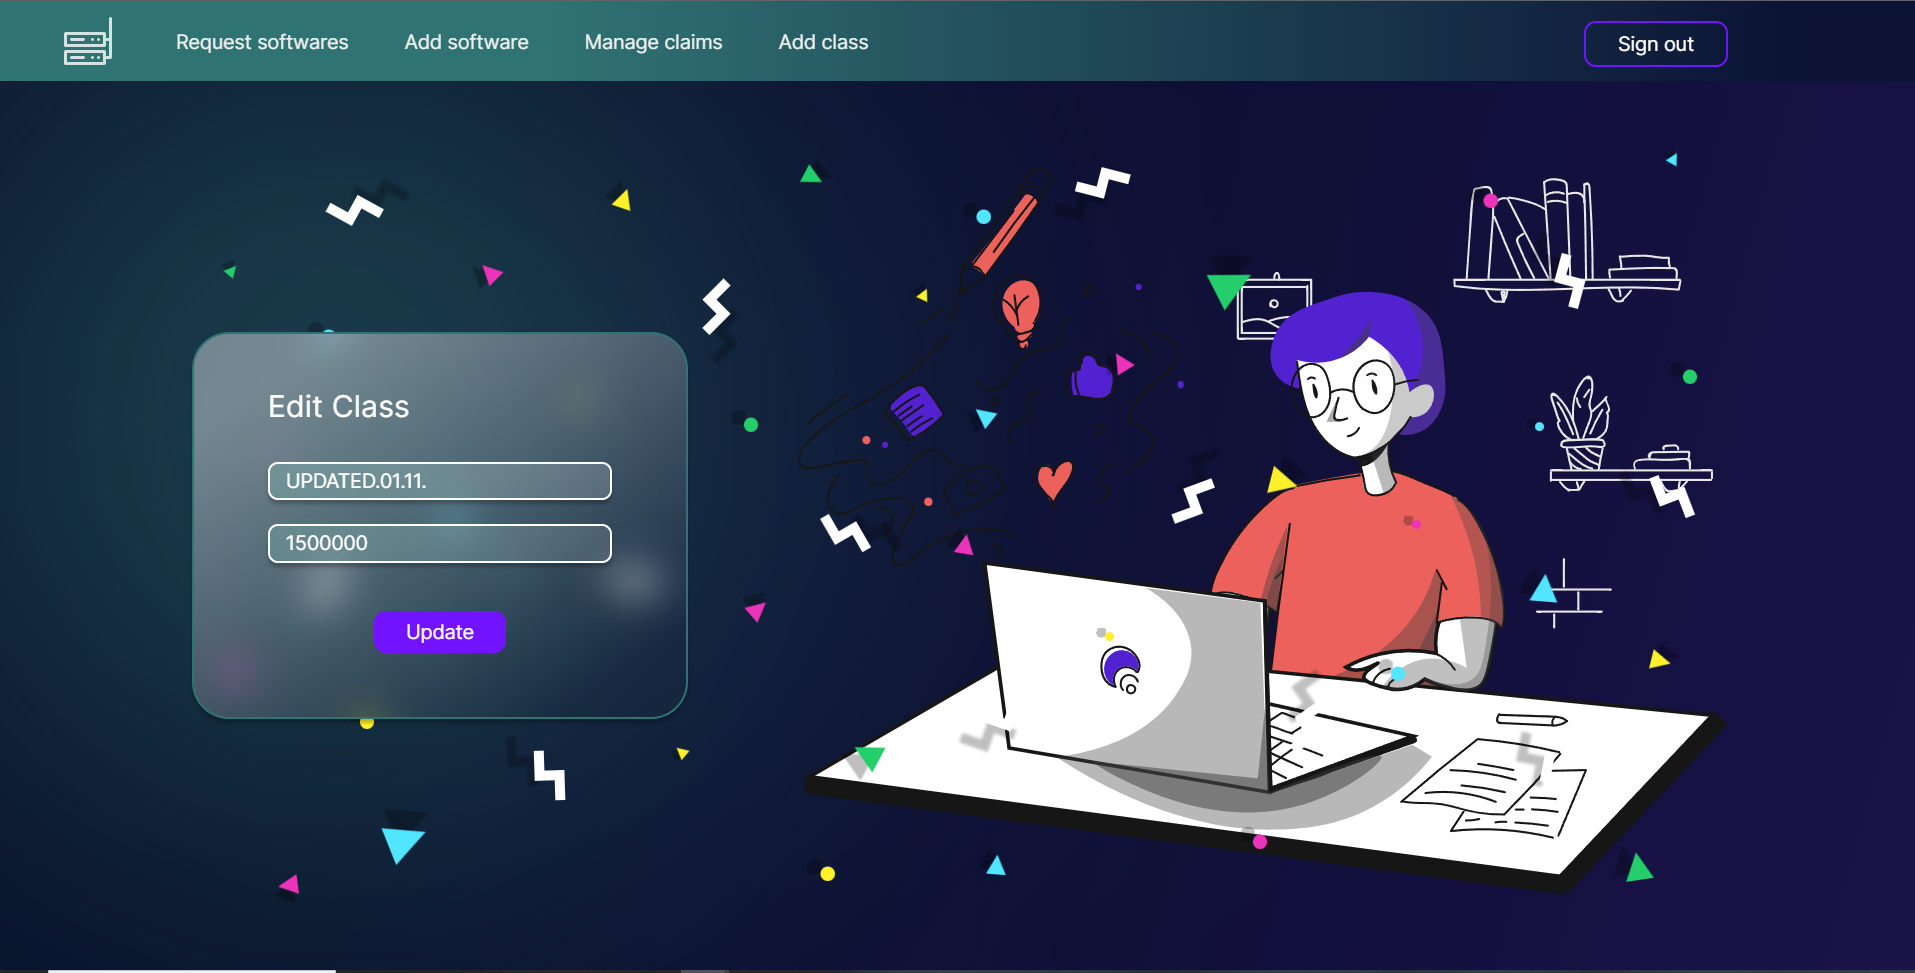 Request softwares
Add software
Manage claims
Add class
Sign out
Edit Class
UPDATED.01.11.
1500000
Update